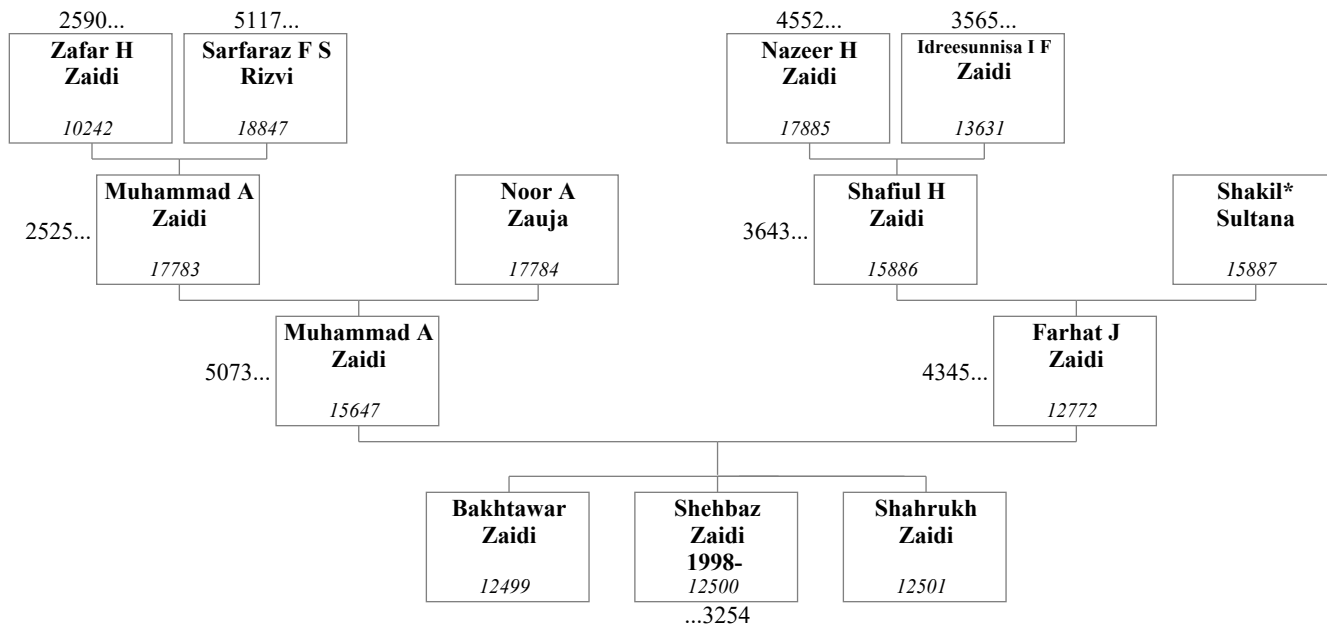 2590...
5117...
4552...
3565...
Zafar H
Zaidi
10242
Sarfaraz F S
Rizvi
18847
Nazeer H
Zaidi
17885
Idreesunnisa I F
Zaidi
13631
2525...
Muhammad A
Zaidi
17783
Noor A
Zauja
17784
3643...
Shafiul H
Zaidi
15886
Shakil*
Sultana
15887
5073...
Muhammad A
Zaidi
15647
4345...
Farhat J
Zaidi
12772
Bakhtawar
Zaidi
12499
Shehbaz
Zaidi
1998-
12500
Shahrukh
Zaidi
12501
...3254